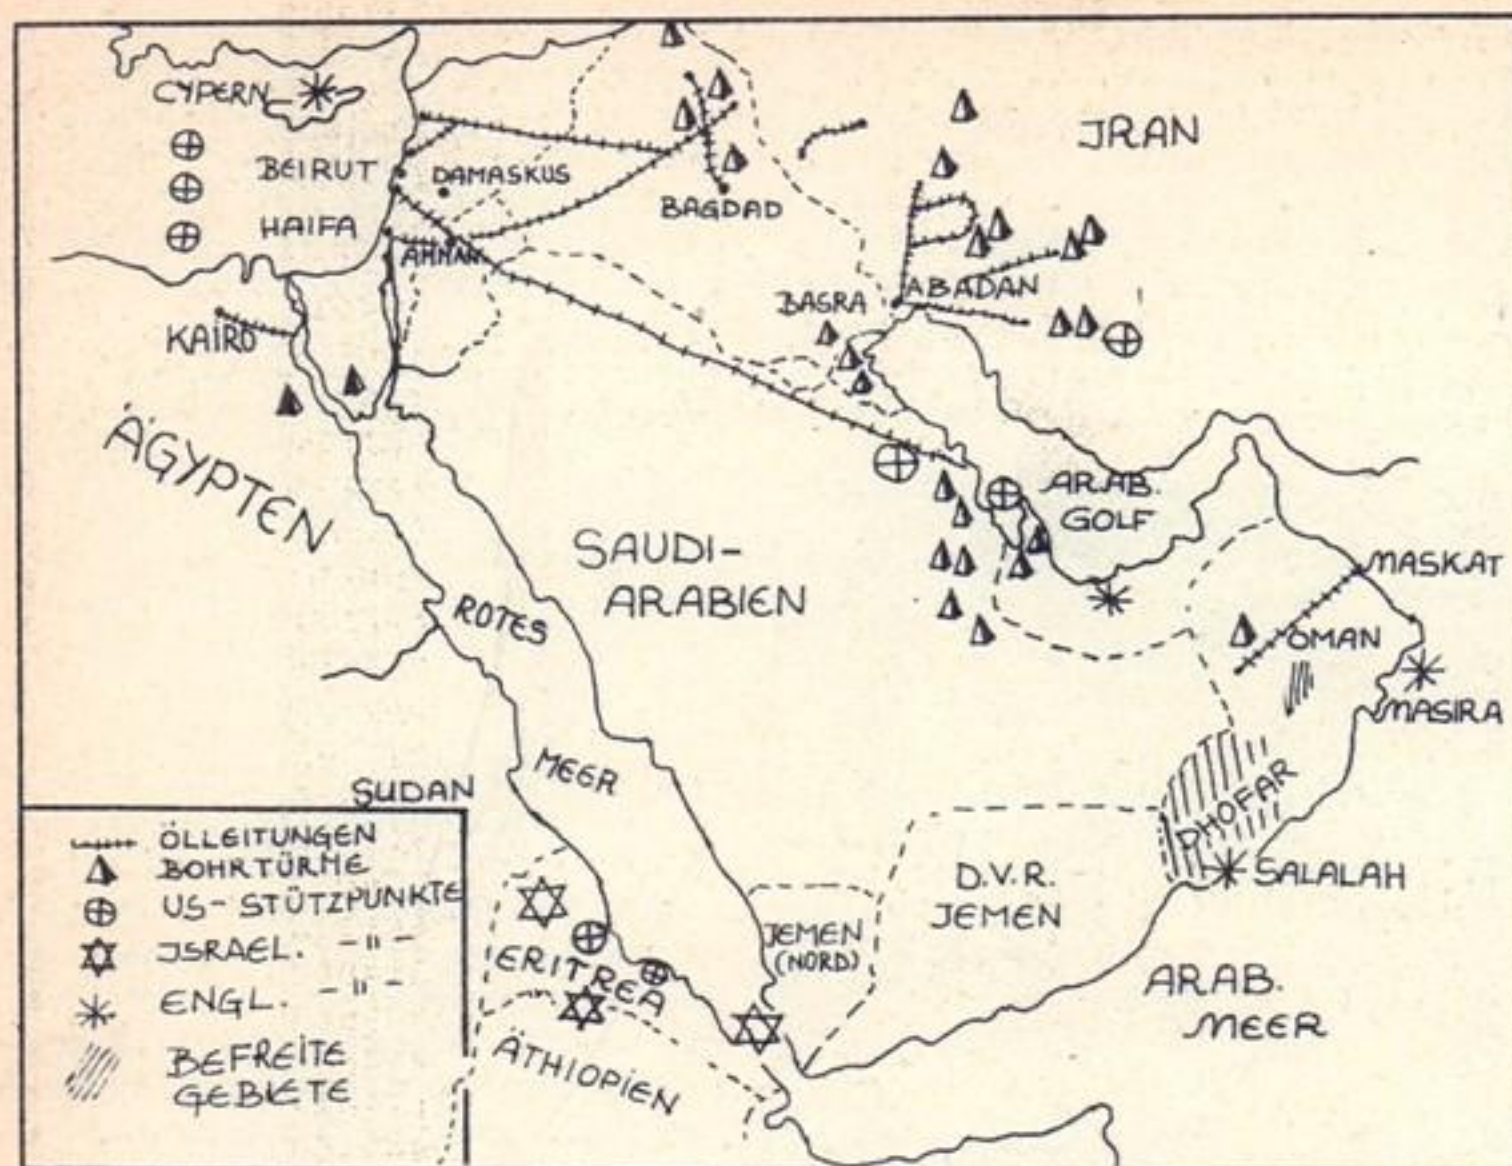 CYPERN
JRAN
BEIRUT
DAMASKUS
BAGDAD
HAIFA
AMMAN
ABADAN
BASRA
KAIRO
ÄGYPTEN
ARAB.
GOLF
SAUDI-
ARABIEN
MASKAT
ROTES
OMAN
MASIRA
MEER
SUDAN
DHOFAR
SALALAH
D.V.R.
JEMEN
JEMEN
(NORD)
ERITREA
ARAB.
MEER
ÄTHIOPIEN
ÖLLEITUNGEN
BOHRTÜRME
US-STÜTZPUNKTE
JSRAEL. -"-
ENGL. -"-
BEFREITE
GEBIETE